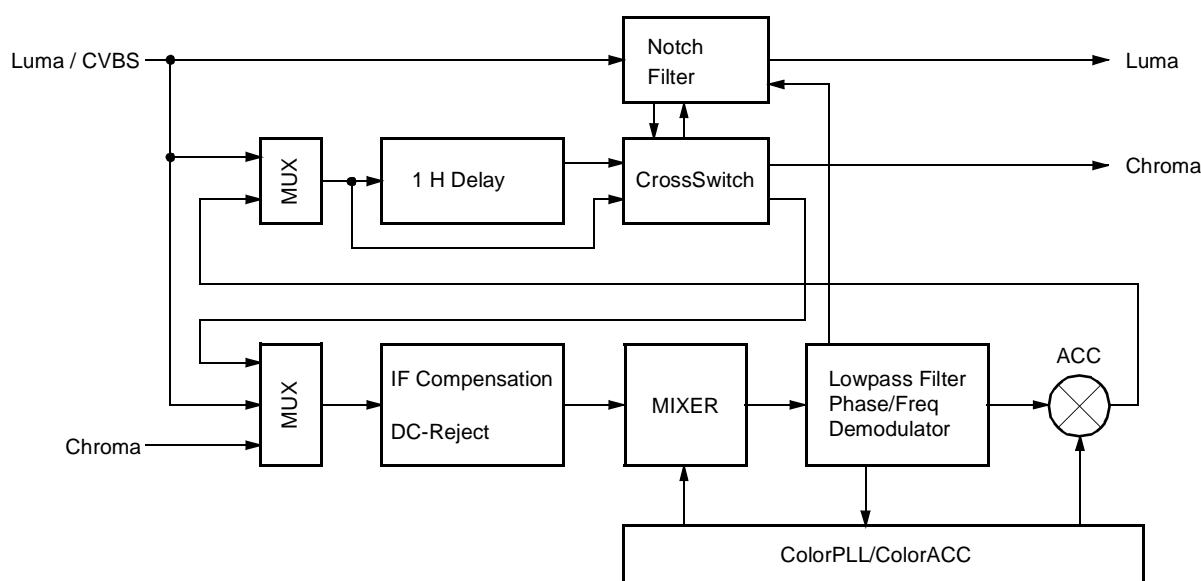 Luma / CVBS
Notch
Filter
Luma
MUX
1 H Delay
CrossSwitch
Chroma
ACC
MUX
IF Compensation
DC-Reject
MIXER
Lowpass Filter
Phase/Freq
Demodulator
Chroma
ColorPLL/ColorACC